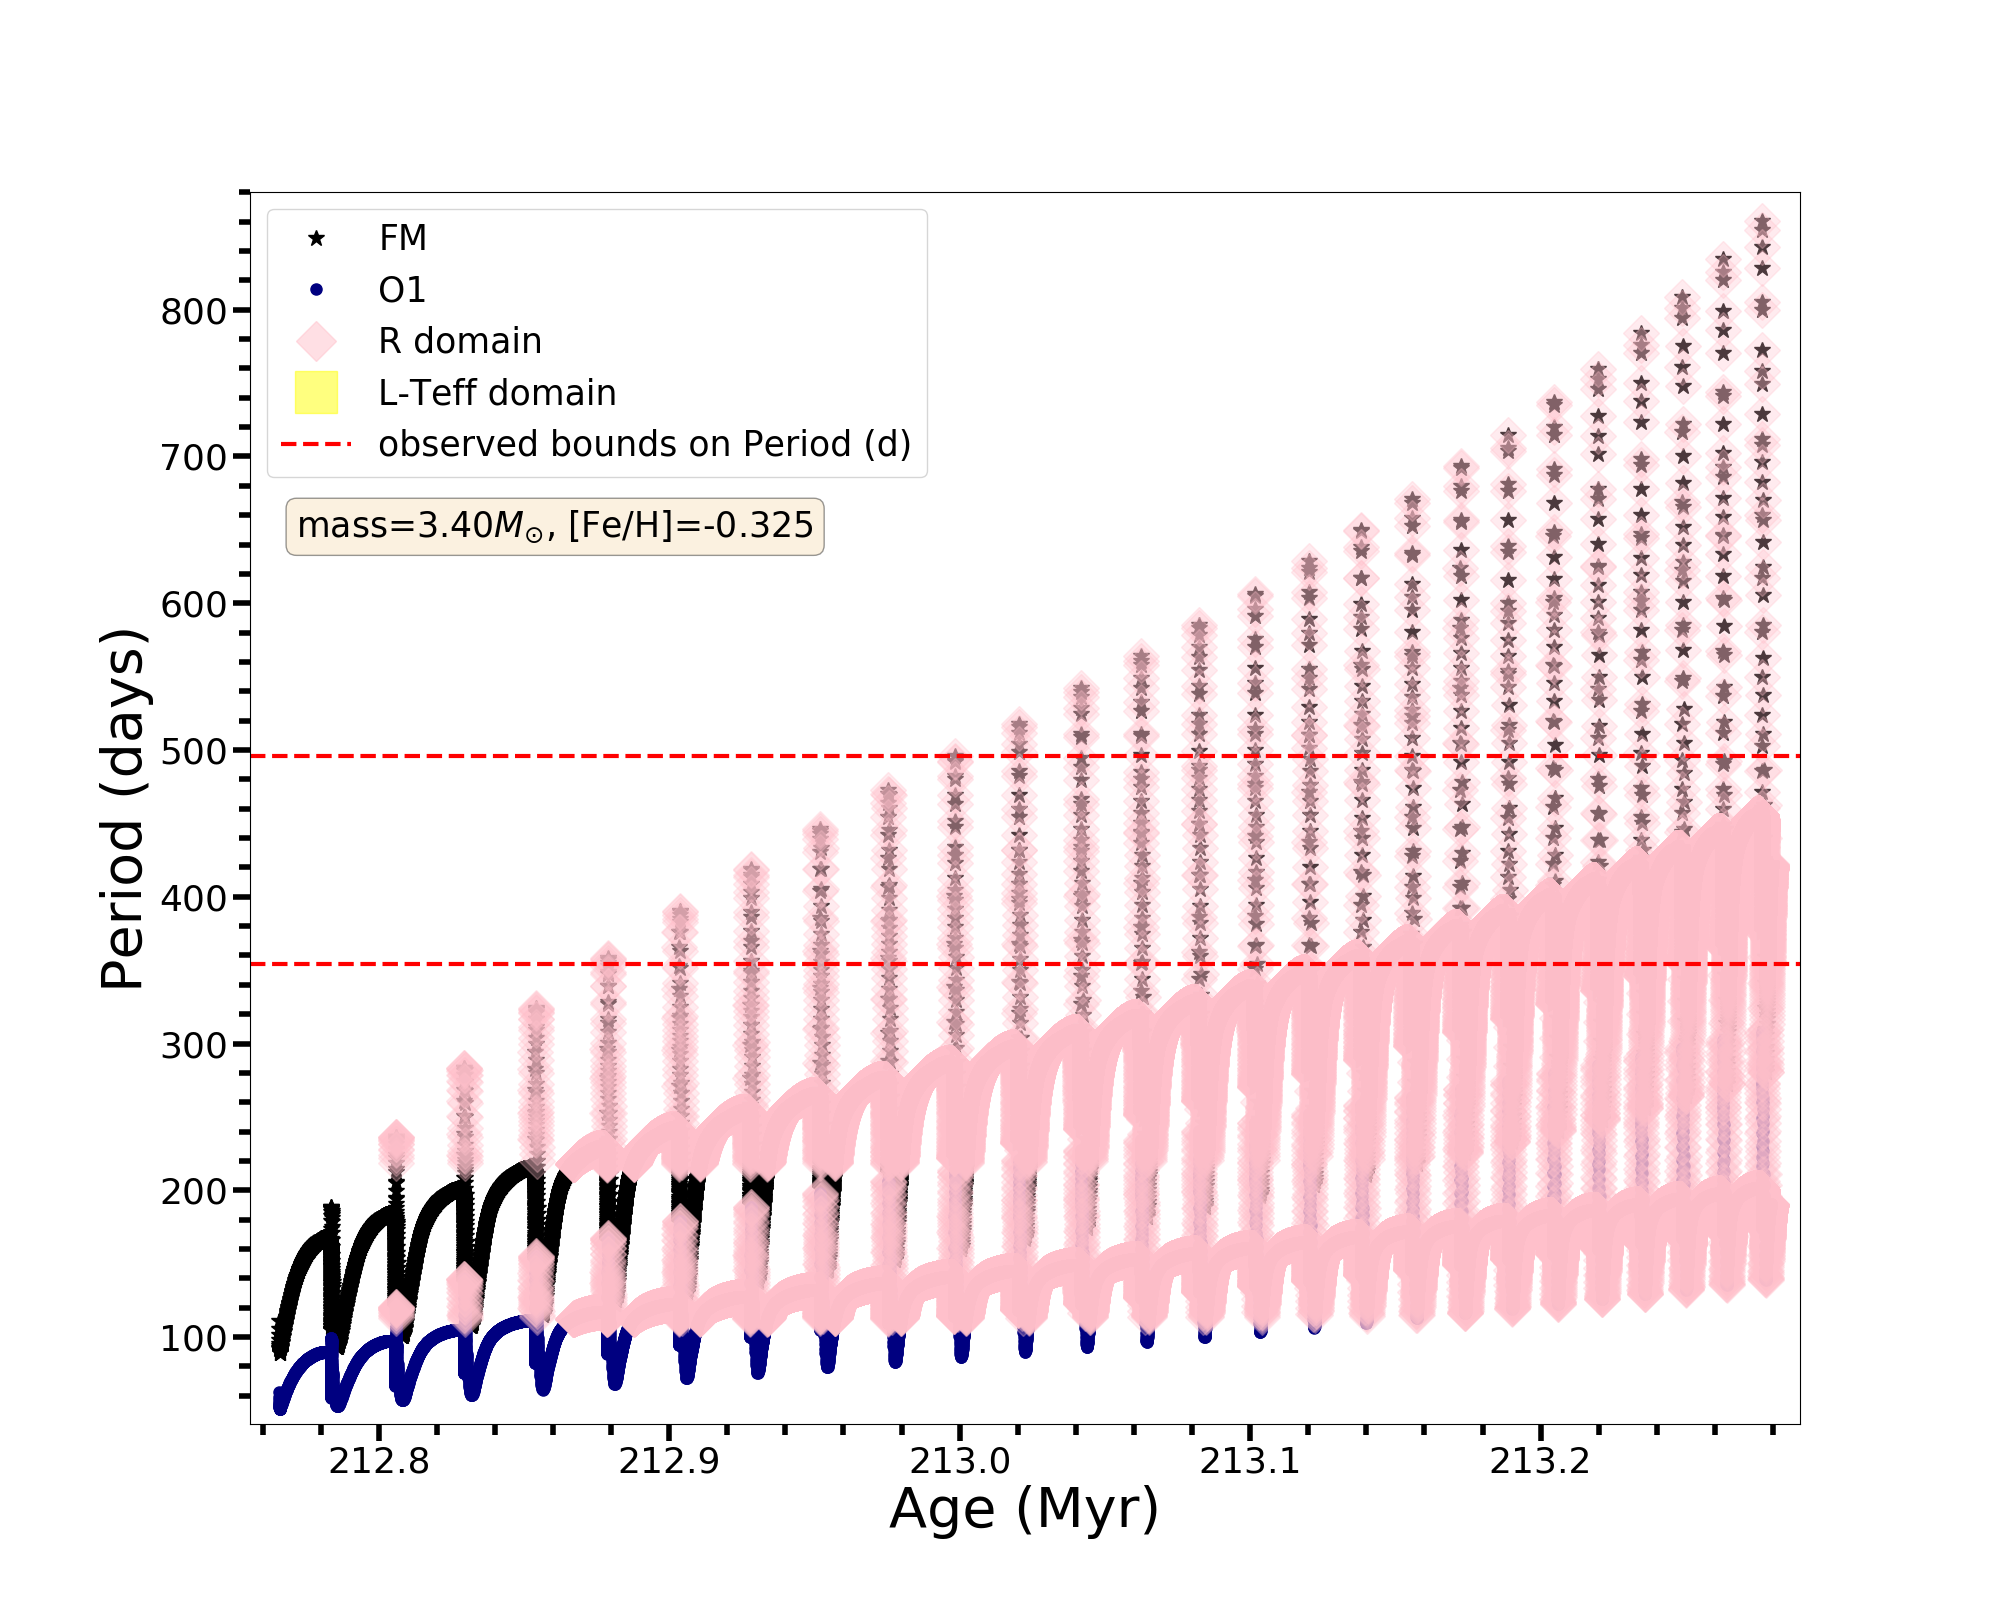 FM
O1
R domain
L-Teff domain
observed bounds on Period (d)
mass=3.40M⊙, [Fe/H]=-0.325
Period (days)
800
700
600
500
400
300
200
100
212.8 212.9 213.0 213.1 213.2
Age (Myr)